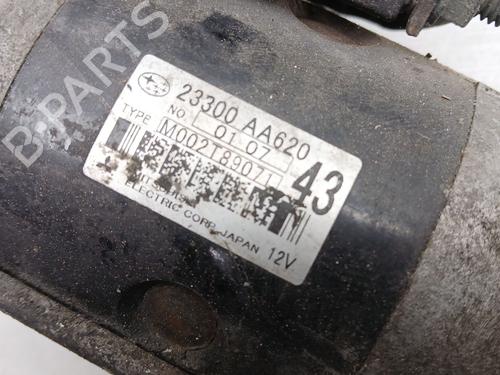 B-PARTS
23300 AA620
NO. 01 07
TYPE M002T89071
43
ELECTRIC CORP. JAPAN 12V